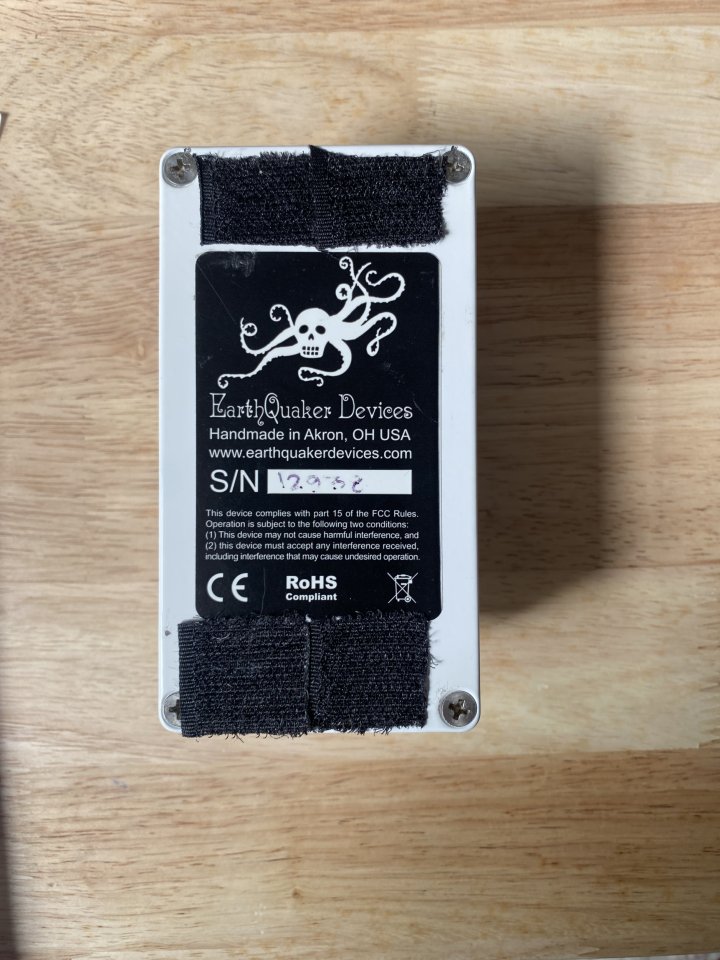 EarthQuaker Devices
Handmade in Akron, OH USA
www.earthquakerdevices.com
S/N
This device complies with part 15 of the FCC Rules.
Operation is subject to the following two conditions:
(1) This device may not cause harmful interference, and
(2) this device must accept any interference received,
including interference that may cause undesired operation.
CE RoHS
Compliant